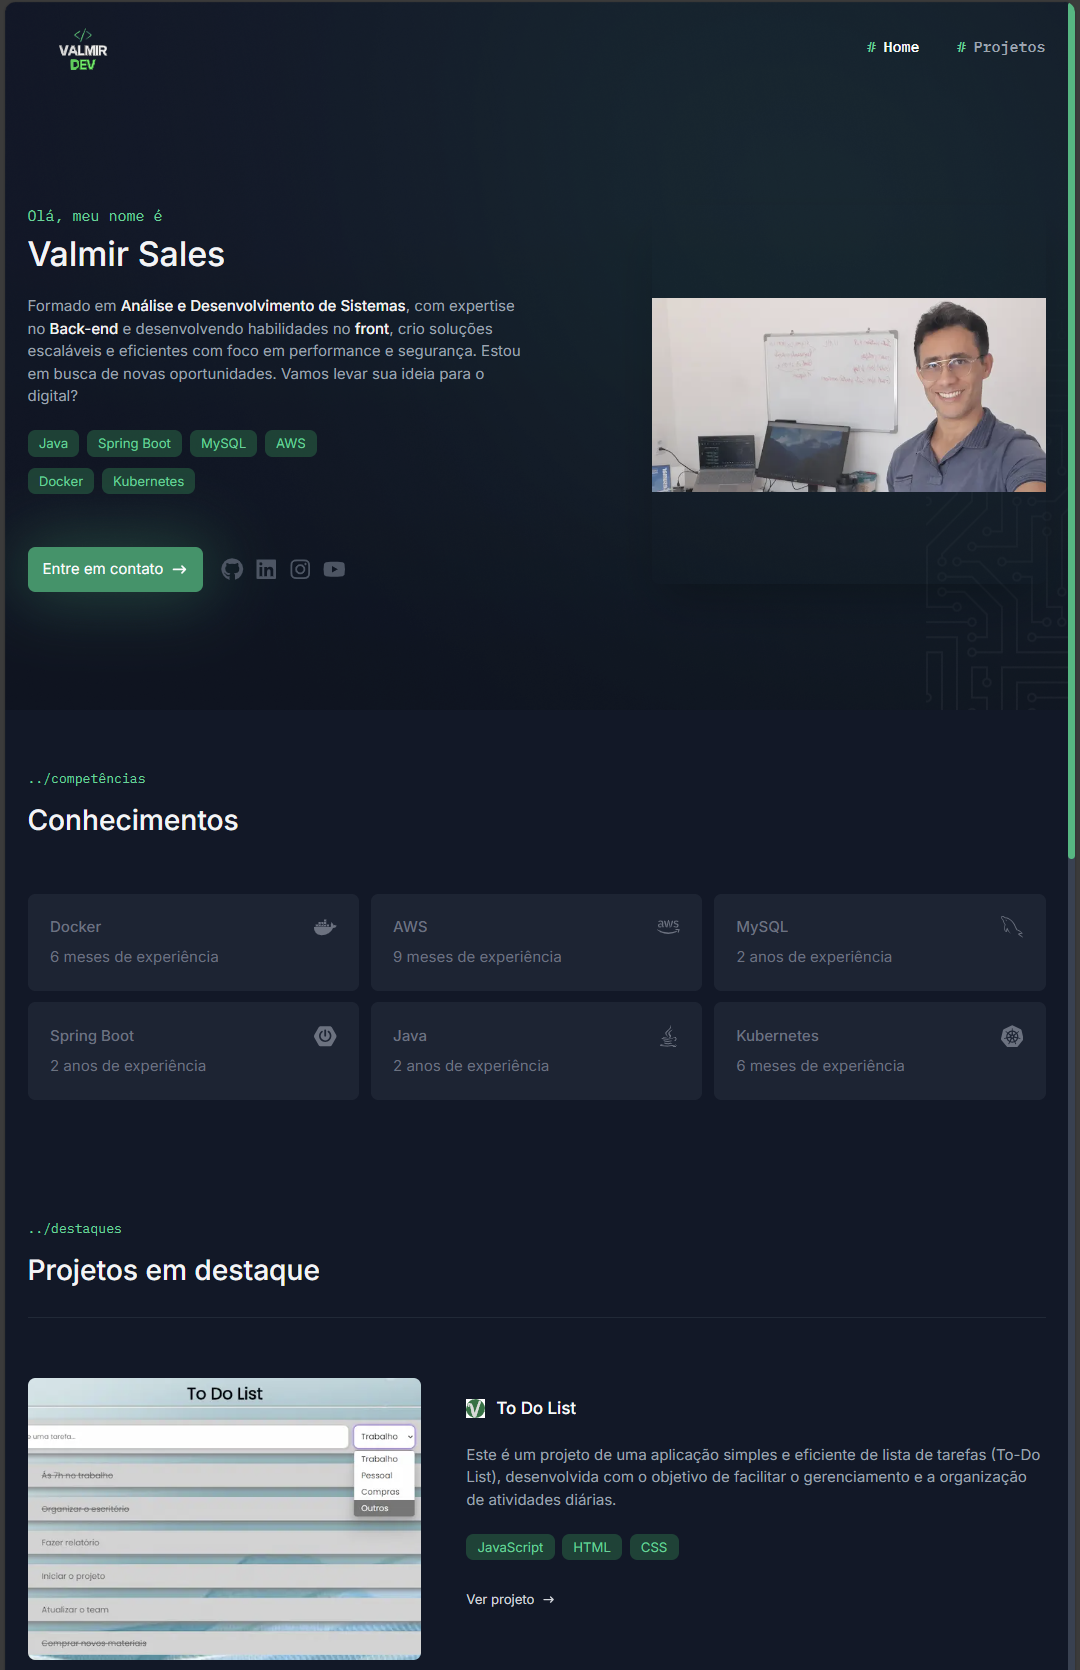 </>
VALMIR
DEV
# Home
# Projetos
Olá, meu nome é
Valmir Sales
Formado em Análise e Desenvolvimento de Sistemas, com expertise
no Back-end e desenvolvendo habilidades no front, crio soluções
escaláveis e eficientes com foco em performance e segurança. Estou
em busca de novas oportunidades. Vamos levar sua ideia para o
digital?
Java
Spring Boot
MySQL
AWS
Docker
Kubernetes
Entre em contato →
../competências
Conhecimentos
Docker
6 meses de experiência
AWS
aws
9 meses de experiência
MySQL
2 anos de experiência
Spring Boot
2 anos de experiência
Java
2 anos de experiência
Kubernetes
6 meses de experiência
../destaques
Projetos em destaque
To Do List
uma tarefa...
Trabalho
Trabalho
Pessoal
Compras
Outros
Às 7h no trabalho
Organizar o escritório
Fazer relatório
Iniciar o projeto
Atualizar o team
Comprar novos materiais
To Do List
Este é um projeto de uma aplicação simples e eficiente de lista de tarefas (To-Do
List), desenvolvida com o objetivo de facilitar o gerenciamento e a organização
de atividades diárias.
JavaScript
HTML
CSS
Ver projeto →